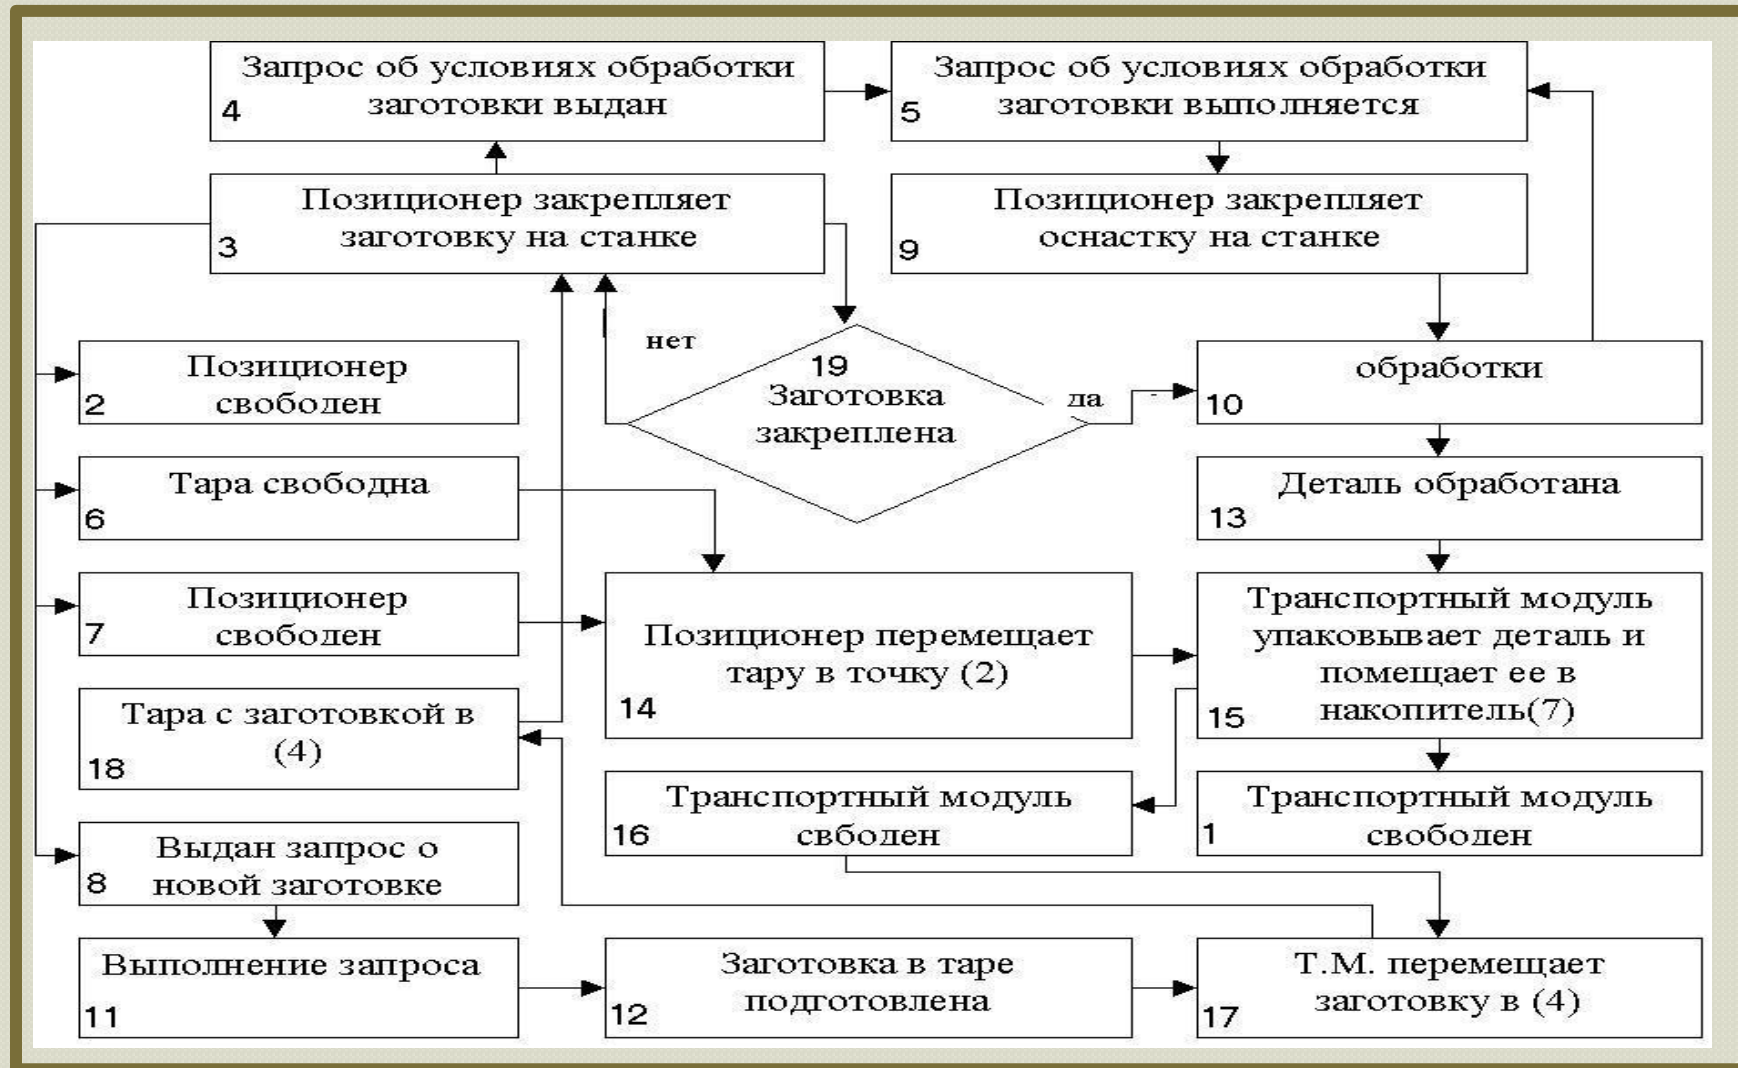 Запрос об условиях обработки
заготовки выдан
4
Запрос об условиях обработки
заготовки выполняется
5
Позиционер закрепляет
заготовку на станке
3
Позиционер закрепляет
оснастку на станке
9
нет
19
Заготовка
закреплена
да
Позиционер
свободен
2
обработки
10
Тара свободна
6
Деталь обработана
13
Позиционер
свободен
7
Позиционер перемещает
тару в точку (2)
14
Транспортный модуль
упаковывает деталь и
помещает ее в
накопитель(7)
15
Тара с заготовкой в
(4)
18
Транспортный модуль
свболен
16
Транспортный модуль
свободен
1
Выдан запрос о
новой заготовке
8
Выполнение запроса
11
Заготовка в таре
подготовлена
12
Т.М. перемещает
заготовку в (4)
17